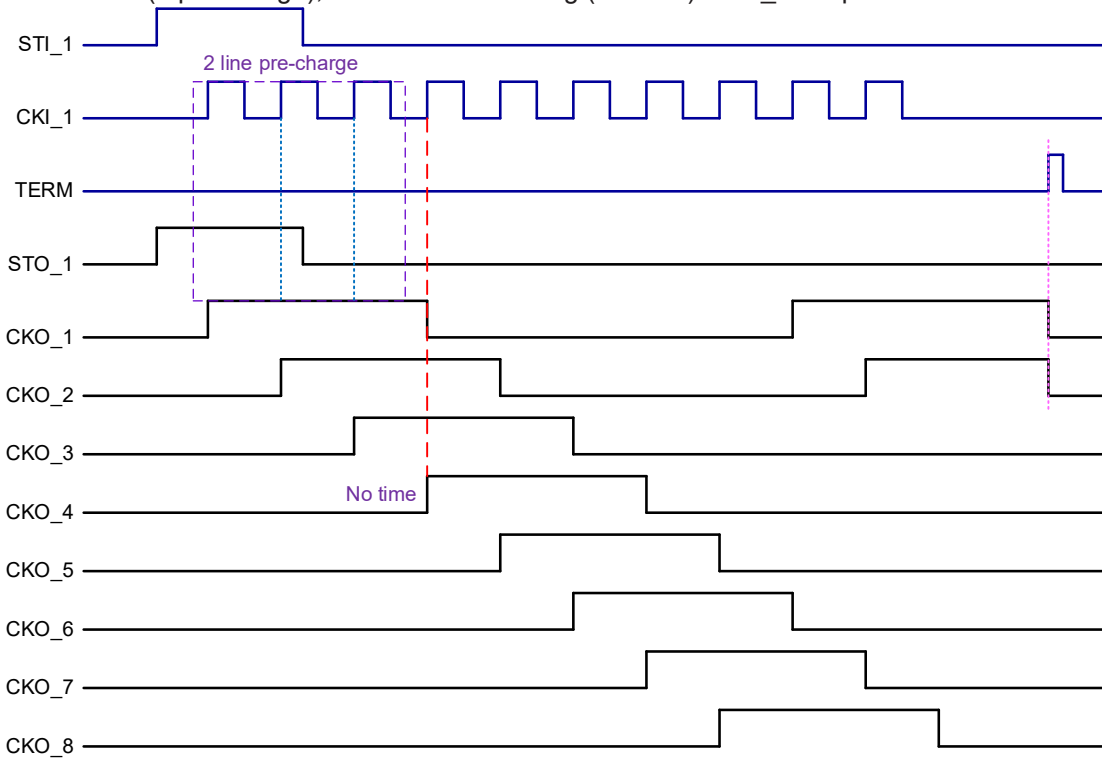 STI_1
2 line pre-charge
CKI_1
TERM
STO_1
CKO_1
CKO_2
CKO_3
No time
CKO_4
CKO_5
CKO_6
CKO_7
CKO_8